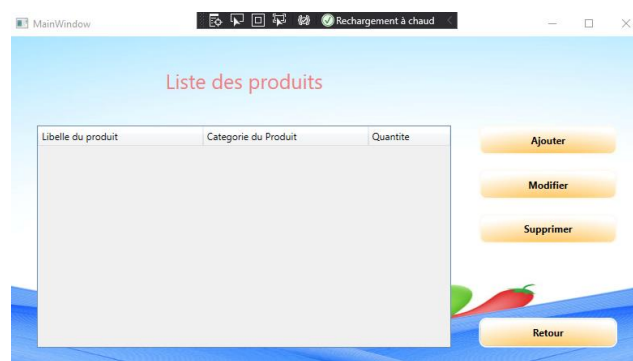 MainWindow
Rechargement à chaud
Liste des produits
Libelle du produit Categorie du Produit Quantite
Ajouter
Modifier
Supprimer
Retour